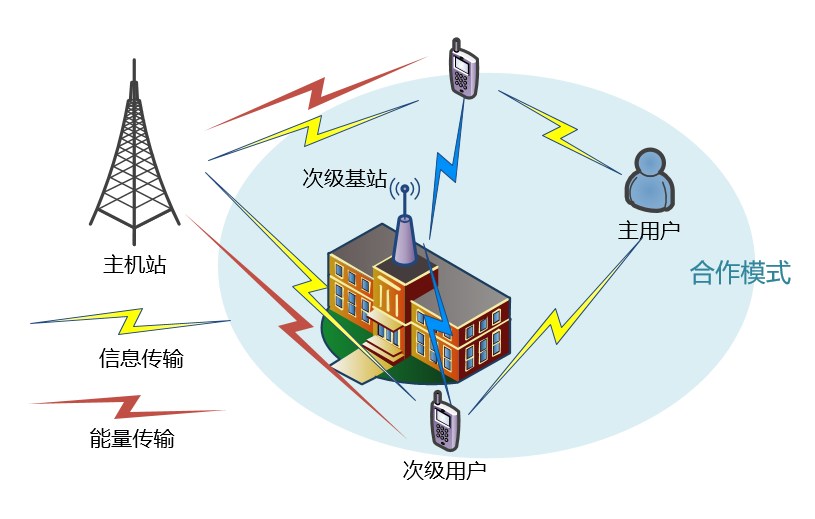 次级基站
主用户
主机站
合作模式
信息传输
能量传输
次级用户